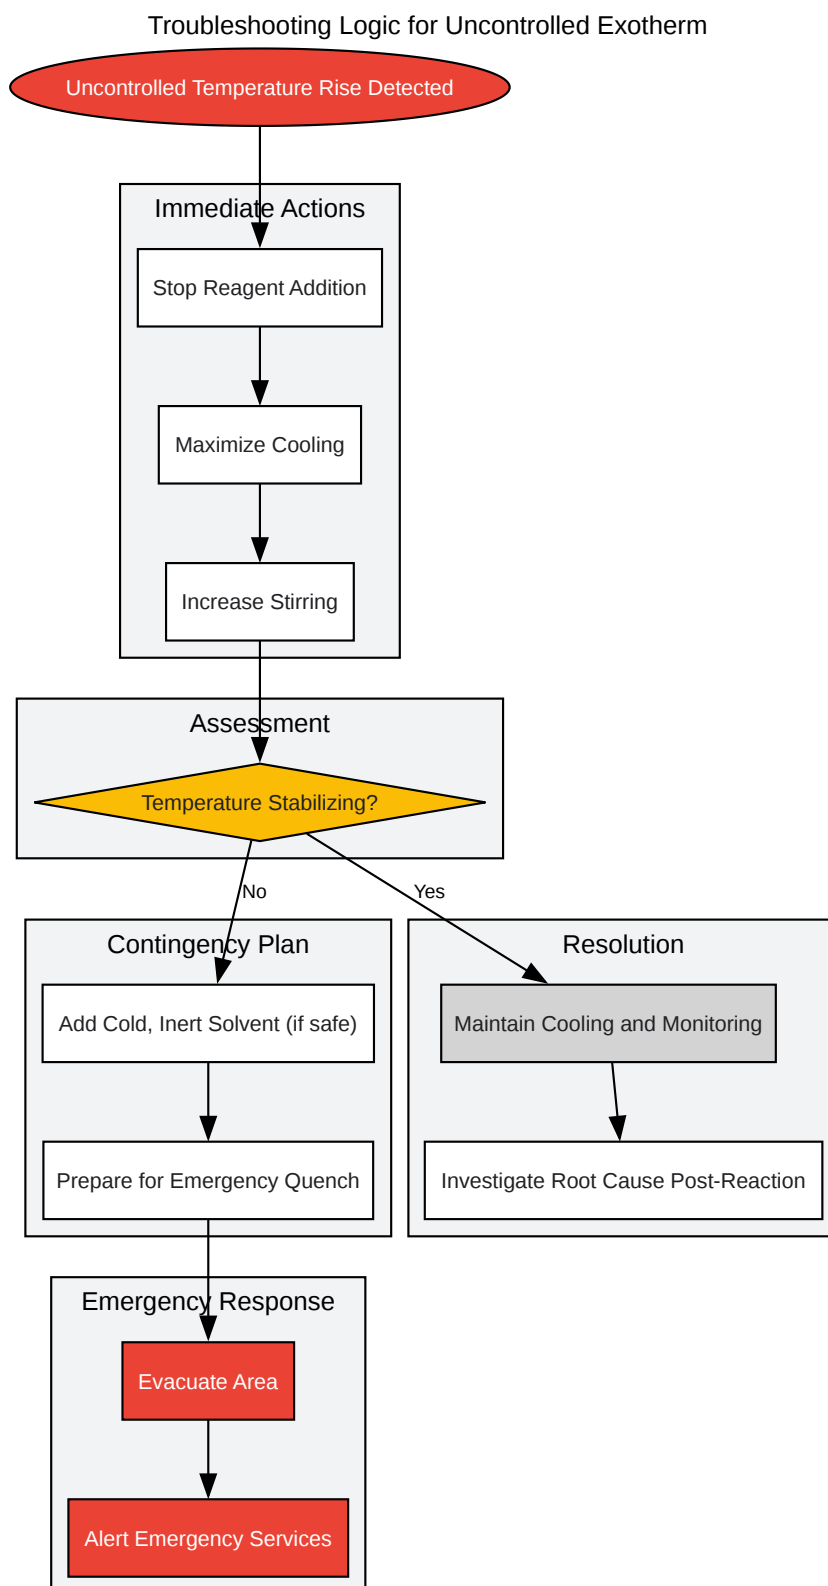 Troubleshooting Logic for Uncontrolled Exotherm
Uncontrolled Temperature Rise Detected
Immediate Actions
Stop Reagent Addition
Maximize Cooling
Increase Stirring
Assessment
Temperature Stabilizing?
No
Yes
Contingency Plan
Add Cold, Inert Solvent (if safe)
Prepare for Emergency Quench
Resolution
Maintain Cooling and Monitoring
Investigate Root Cause Post-Reaction
Emergency Response
Evacuate Area
Alert Emergency Services